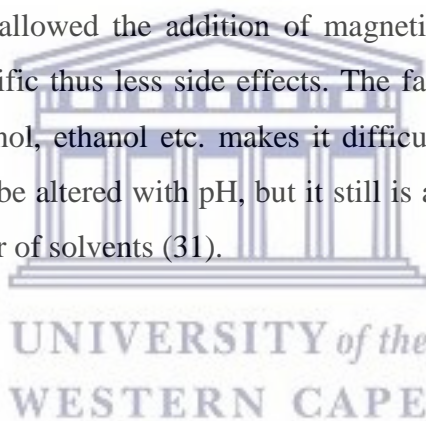 allowed the addition of magneti
ific thus less side effects. The fa
nol, ethanol etc. makes it difficu
be altered with pH, but it still is a
r of solvents (31).
UNIVERSITY of the
WESTERN CAPE